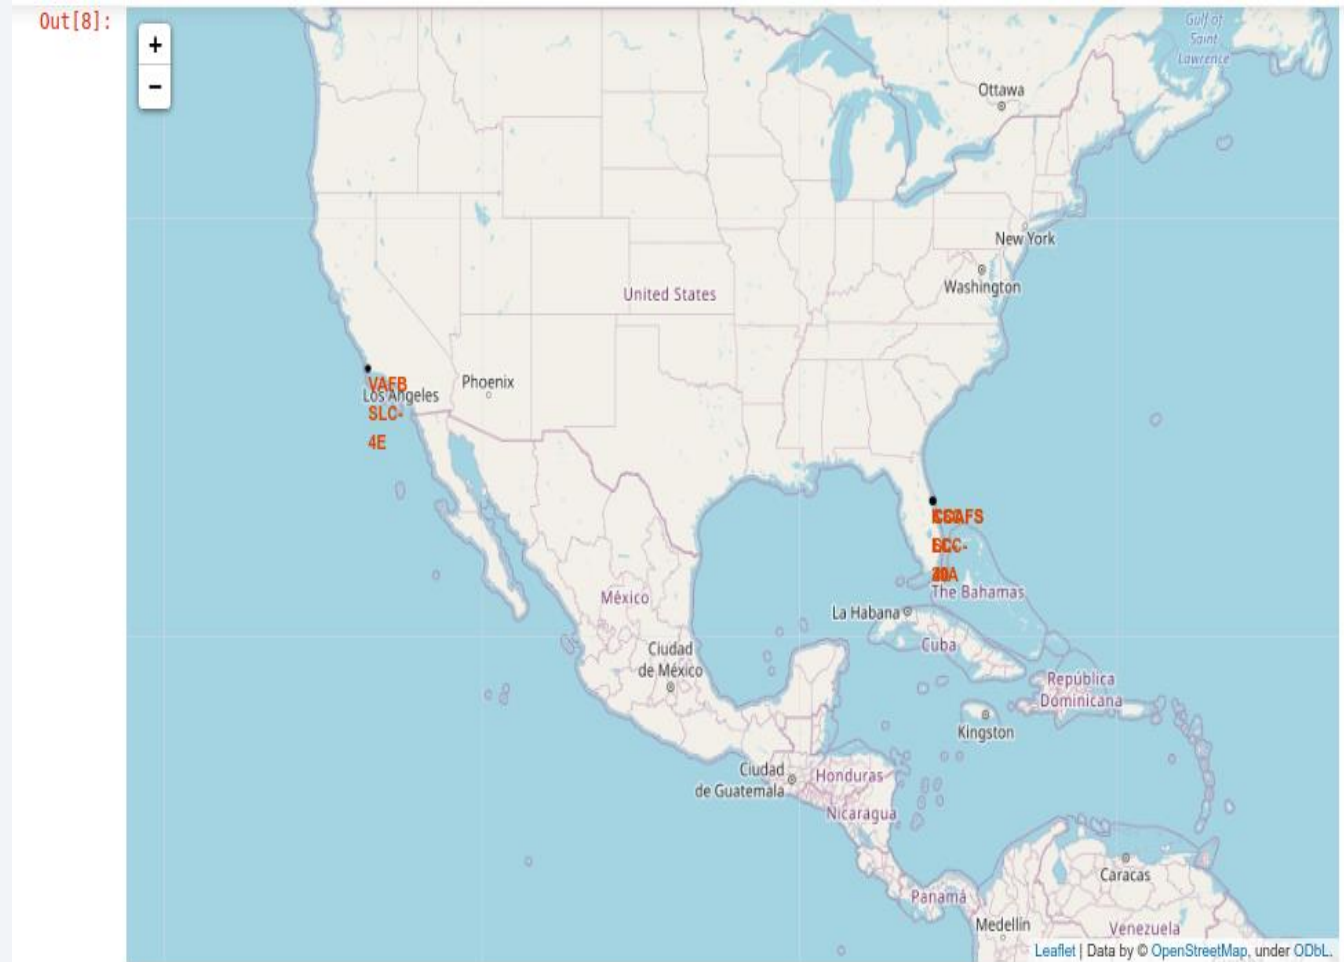 Out[8]:
+
−
Gulf of
Saint
Lawrence
Ottawa
New York
Washington
United States
Phoenix
VAFB
Los Angeles
SLC-
4E
The Bahamas
La Habana
Cuba
México
Ciudad
de México
República
Dominicana
Kingston
Ciudad
de Guatemala
Honduras
Nicaragua
Caracas
Panamá
Medellín
Venezuela
Leaflet | Data by © OpenStreetMap, under ODbL.